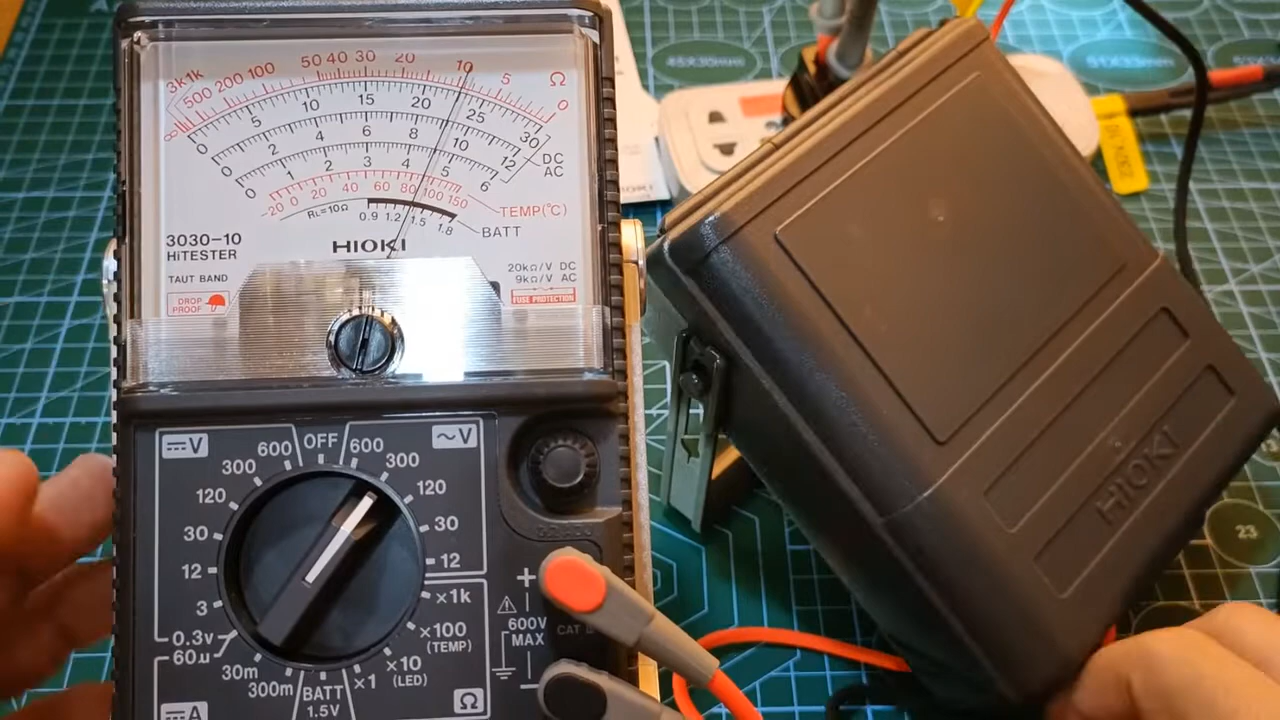 50 40 30 20 10 5 Ω
3k1k 500 200 100
∞ 0
0 5 10 15 20 25 30
0 2 4 6 8 10 12
DC
AC
0 1 2 3 4 5 6
-20 0 20 40 60 80 100 150
TEMP(℃)
RL=10Ω 0.9 1.2 1.5 1.8
BATT
3030-10
HiTESTER
HIOKI
TAUT BAND
20kΩ/V DC
9kΩ/V AC
DROP
PROOF
FUSE PROTECTION
V
600 OFF 600
~V
300 300
120 120
30 30
12 12
3
0.3v
60μ
30m
300m
BATT
1.5V
×1
×10
(LED)
×100
(TEMP)
×1k
A
Ω
+
600V
MAX
−
CAT
HIOKI
45X30mm
23